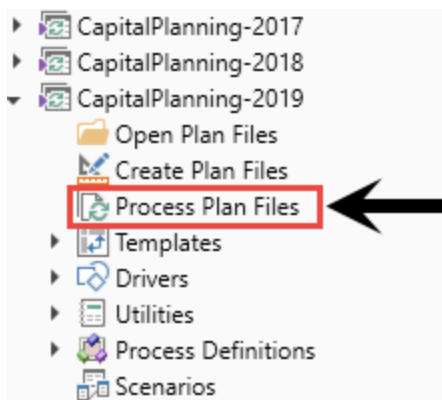 CapitalPlanning-2017
CapitalPlanning-2018
CapitalPlanning-2019
Open Plan Files
Create Plan Files
Process Plan Files
Templates
Drivers
Utilities
Process Definitions
Scenarios